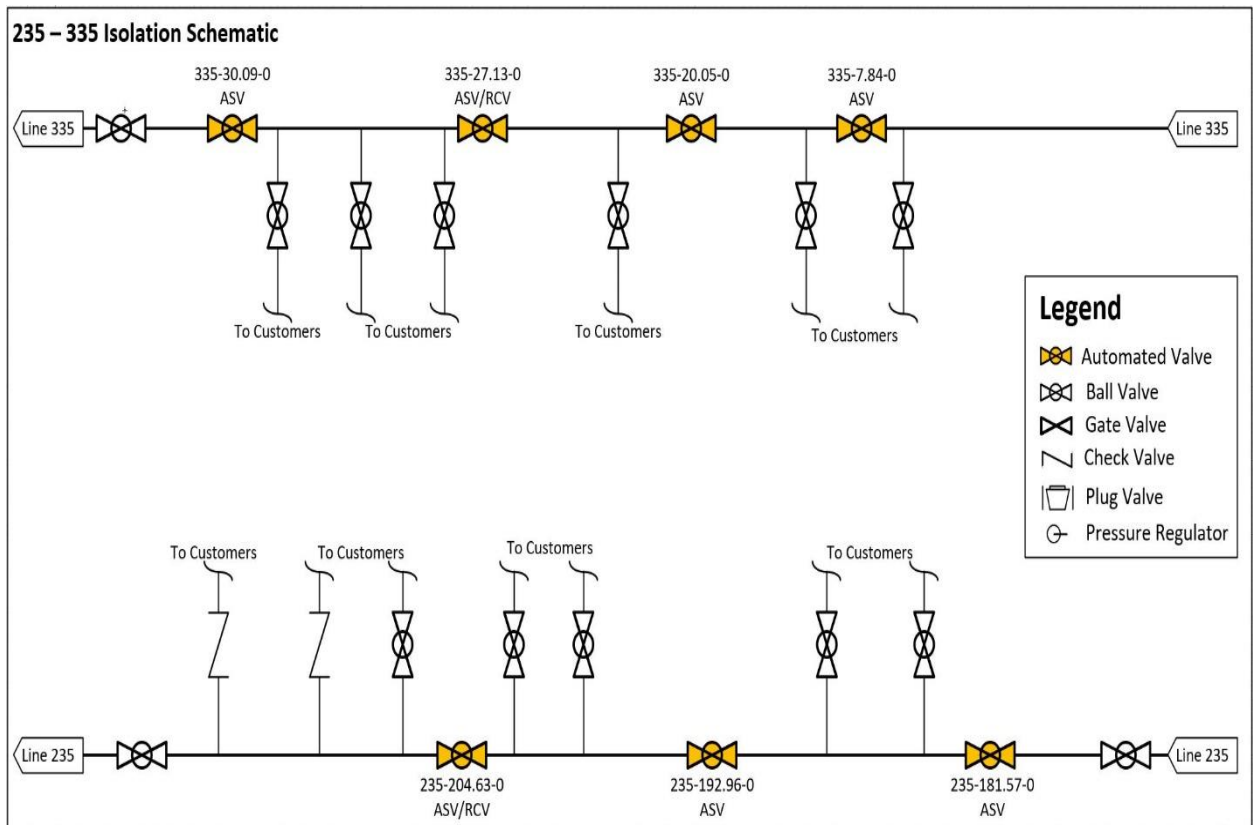 235 – 335 Isolation Schematic
335-30.09-0
ASV
335-27.13-0
ASV/RCV
335-20.05-0
ASV
335-7.84-0
ASV
Line 335
Line 335
To Customers
To Customers
To Customers
To Customers
Legend
Automated Valve
Ball Valve
Gate Valve
Check Valve
Plug Valve
Pressure Regulator
To Customers
To Customers
To Customers
To Customers
Line 235
Line 235
235-204.63-0
ASV/RCV
235-192.96-0
ASV
235-181.57-0
ASV